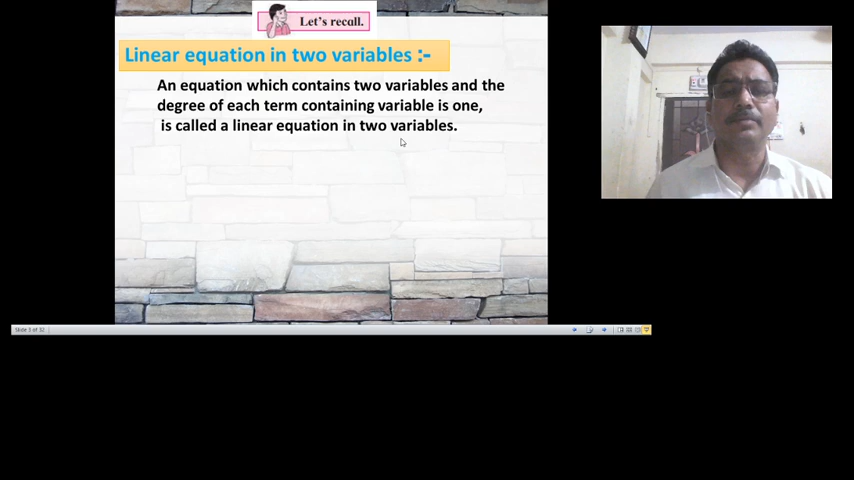 Let's recall.
Linear equation in two variables :-
An equation which contains two variables and the
degree of each term containing variable is one,
is called a linear equation in two variables.
Slide 3 of 32